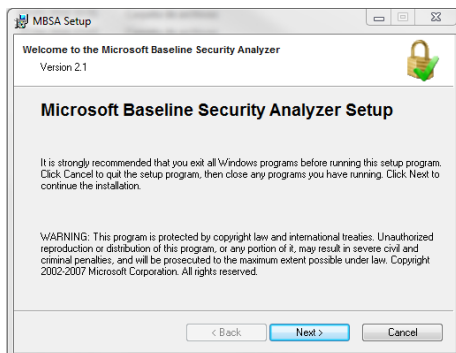 MBSA Setup
Welcome to the Microsoft Baseline Security Analyzer
Version 2.1
Microsoft Baseline Security Analyzer Setup
It is strongly recommended that you exit all Windows programs before running this setup program.
Click Cancel to quit the setup program, then close any programs you have running. Click Next to
continue the installation.
WARNING: This program is protected by copyright law and international treaties. Unauthorized
reproduction or distribution of this program, or any portion of it, may result in severe civil and
criminal penalties, and will be prosecuted to the maximum extent possible under law. Copyright
2002-2007 Microsoft Corporation. All rights reserved.
< Back Next > Cancel